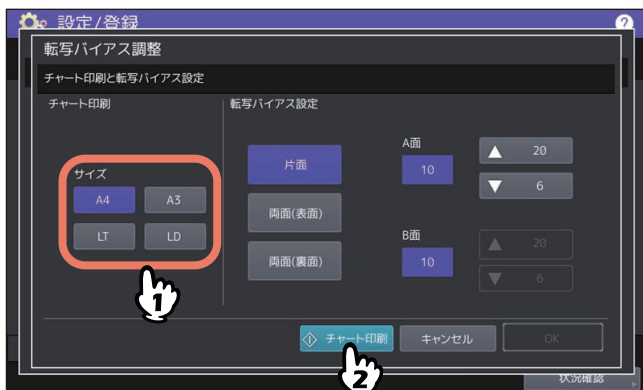 設定/登録
?
転写バイアス調整
チャート印刷と転写バイアス設定
チャート印刷
サイズ
A4 A3
LT LD
1
転写バイアス設定
片面
両面(表面)
両面(裏面)
A面
10
20
6
B面
10
20
6
チャート印刷 キャンセル OK
2
状況確認